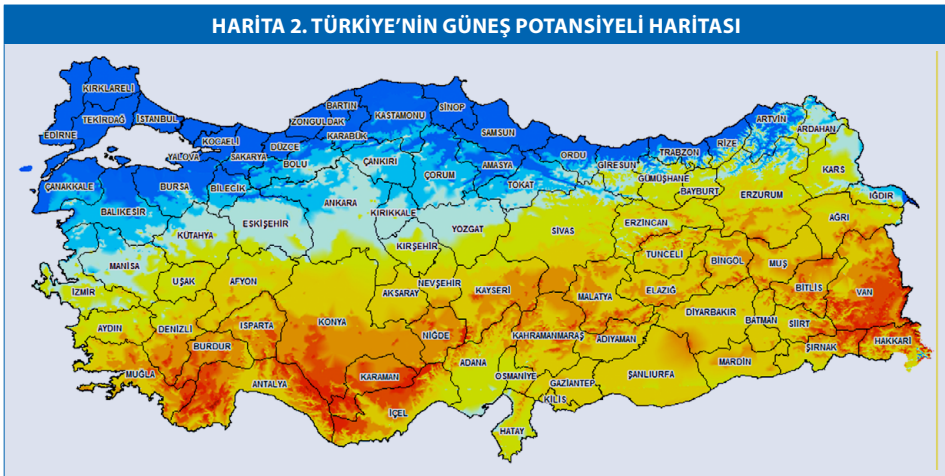 HARİTA 2. TÜRKİYE'NİN GÜNEŞ POTANSİYELİ HARİTASI
KIRKLARELİ
TEKİRDAĞ
İSTANBUL
EDİRNE
KOCAELİ
YALOVA
SAKARYA
DÜZCE
ZONGULDAK
BARTIN
KARABÜK
KASTAMONU
SİNOP
SAMSUN
BOLU
ÇANKIRI
ÇORUM
AMASYA
TOKAT
ORDU
GİRESUN
TRABZON
RİZE
ARTVİN
ARDAHAN
GÜMÜŞHANE
BAYBURT
KARS
IĞDIR
ERZURUM
AĞRI
ÇANAKKALE
BURSA
BİLECİK
BALIKESİR
KÜTAHYA
ESKİŞEHİR
ANKARA
KIRIKKALE
YOZGAT
KIRŞEHİR
SİVAS
ERZİNCAN
TUNCELİ
BİNGÖL
MUŞ
BİTLİS
VAN
MANİSA
İZMİR
UŞAK
AFYON
AKSARAY
NEVŞEHİR
KAYSERİ
MALATYA
ELAZIĞ
DİYARBAKIR
BATMAN
SİİRT
AYDIN
DENİZLİ
ISPARTA
BURDUR
KONYA
NİĞDE
KAHRAMANMARAŞ
ADIYAMAN
MARDİN
ŞIRNAK
HAKKARİ
MUĞLA
ANTALYA
KARAMAN
İÇEL
ADANA
OSMANİYE
GAZİANTEP
KİLİS
ŞANLIURFA
HATAY